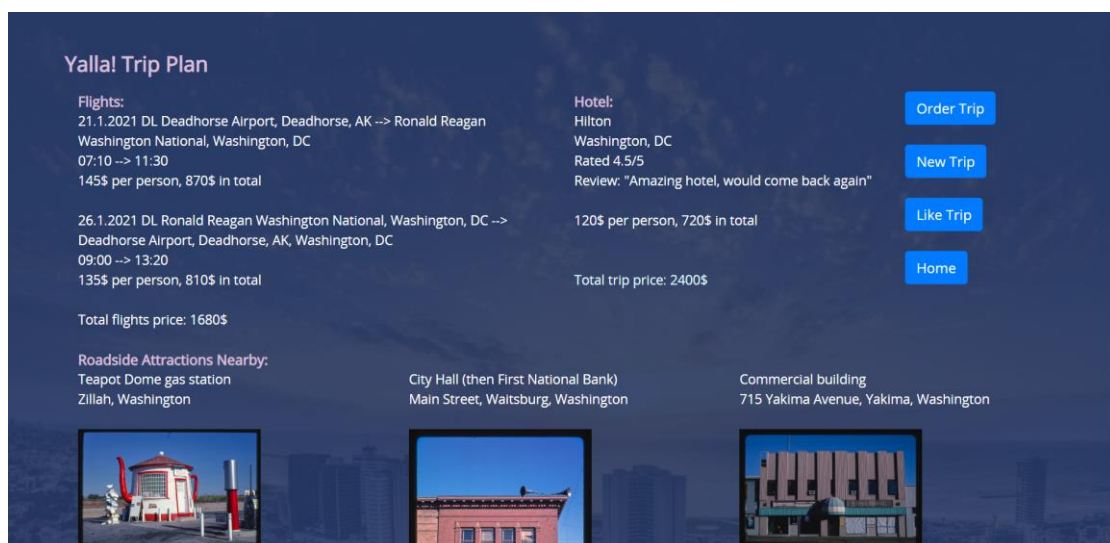 Yalla! Trip Plan
Flights:
21.1.2021 DL Deadhorse Airport, Deadhorse, AK --> Ronald Reagan
Washington National, Washington, DC
07:10 --> 11:30
145$ per person, 870$ in total
26.1.2021 DL Ronald Reagan Washington National, Washington, DC -->
Deadhorse Airport, Deadhorse, AK, Washington, DC
09:00 --> 13:20
135$ per person, 810$ in total
Total flights price: 1680$
Hotel:
Hilton
Washington, DC
Rated 4.5/5
Review: "Amazing hotel, would come back again"
120$ per person, 720$ in total
Total trip price: 2400$
Order Trip
New Trip
Like Trip
Home
Roadside Attractions Nearby:
Teapot Dome gas station
Zillah, Washington
City Hall (then First National Bank)
Main Street, Waitsburg, Washington
Commercial building
715 Yakima Avenue, Yakima, Washington